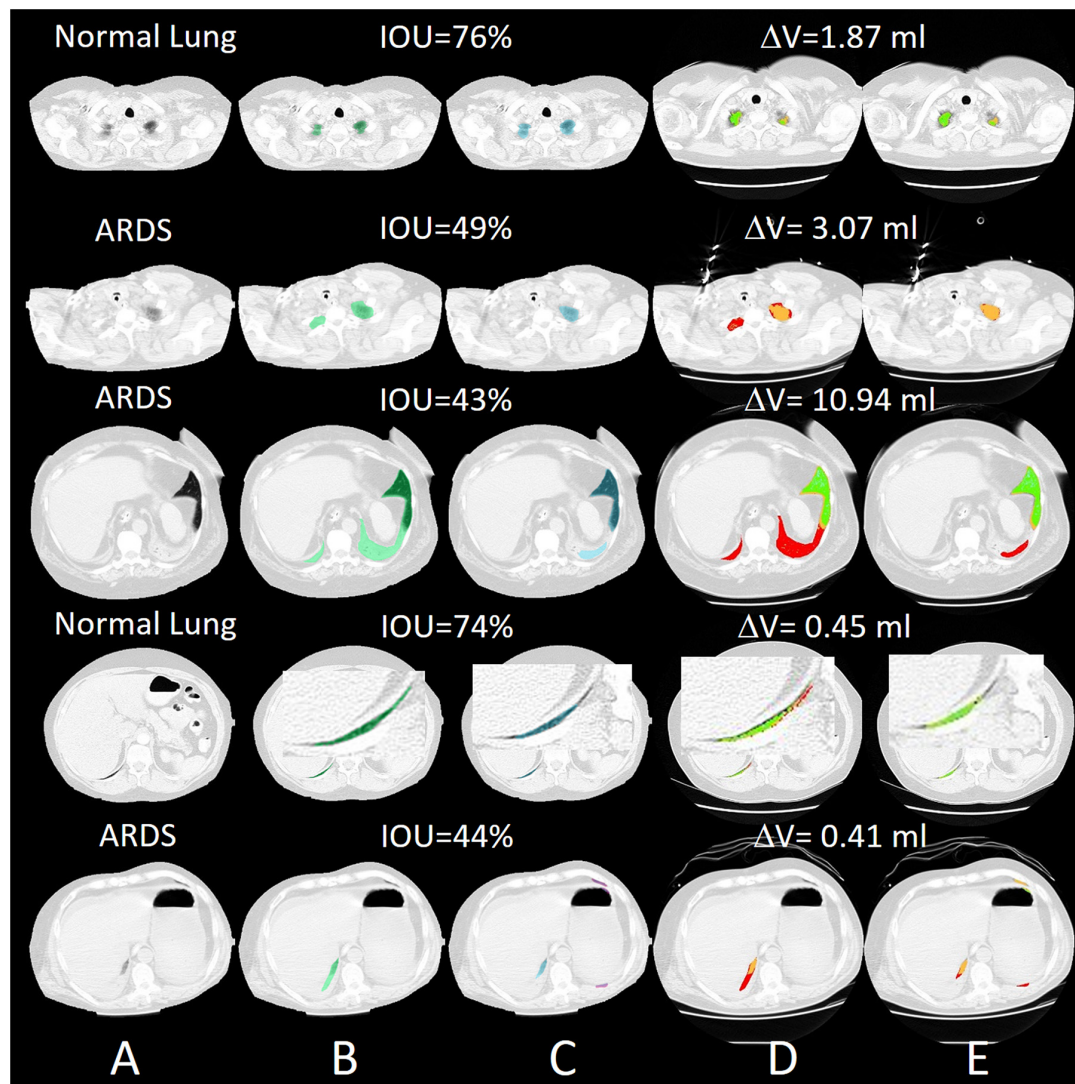 Normal Lung IOU=76% ΔV=1.87 ml
ARDS IOU=49% ΔV= 3.07 ml
ARDS IOU=43% ΔV= 10.94 ml
Normal Lung IOU=74% ΔV= 0.45 ml
ARDS IOU=44% ΔV= 0.41 ml
A B C D E